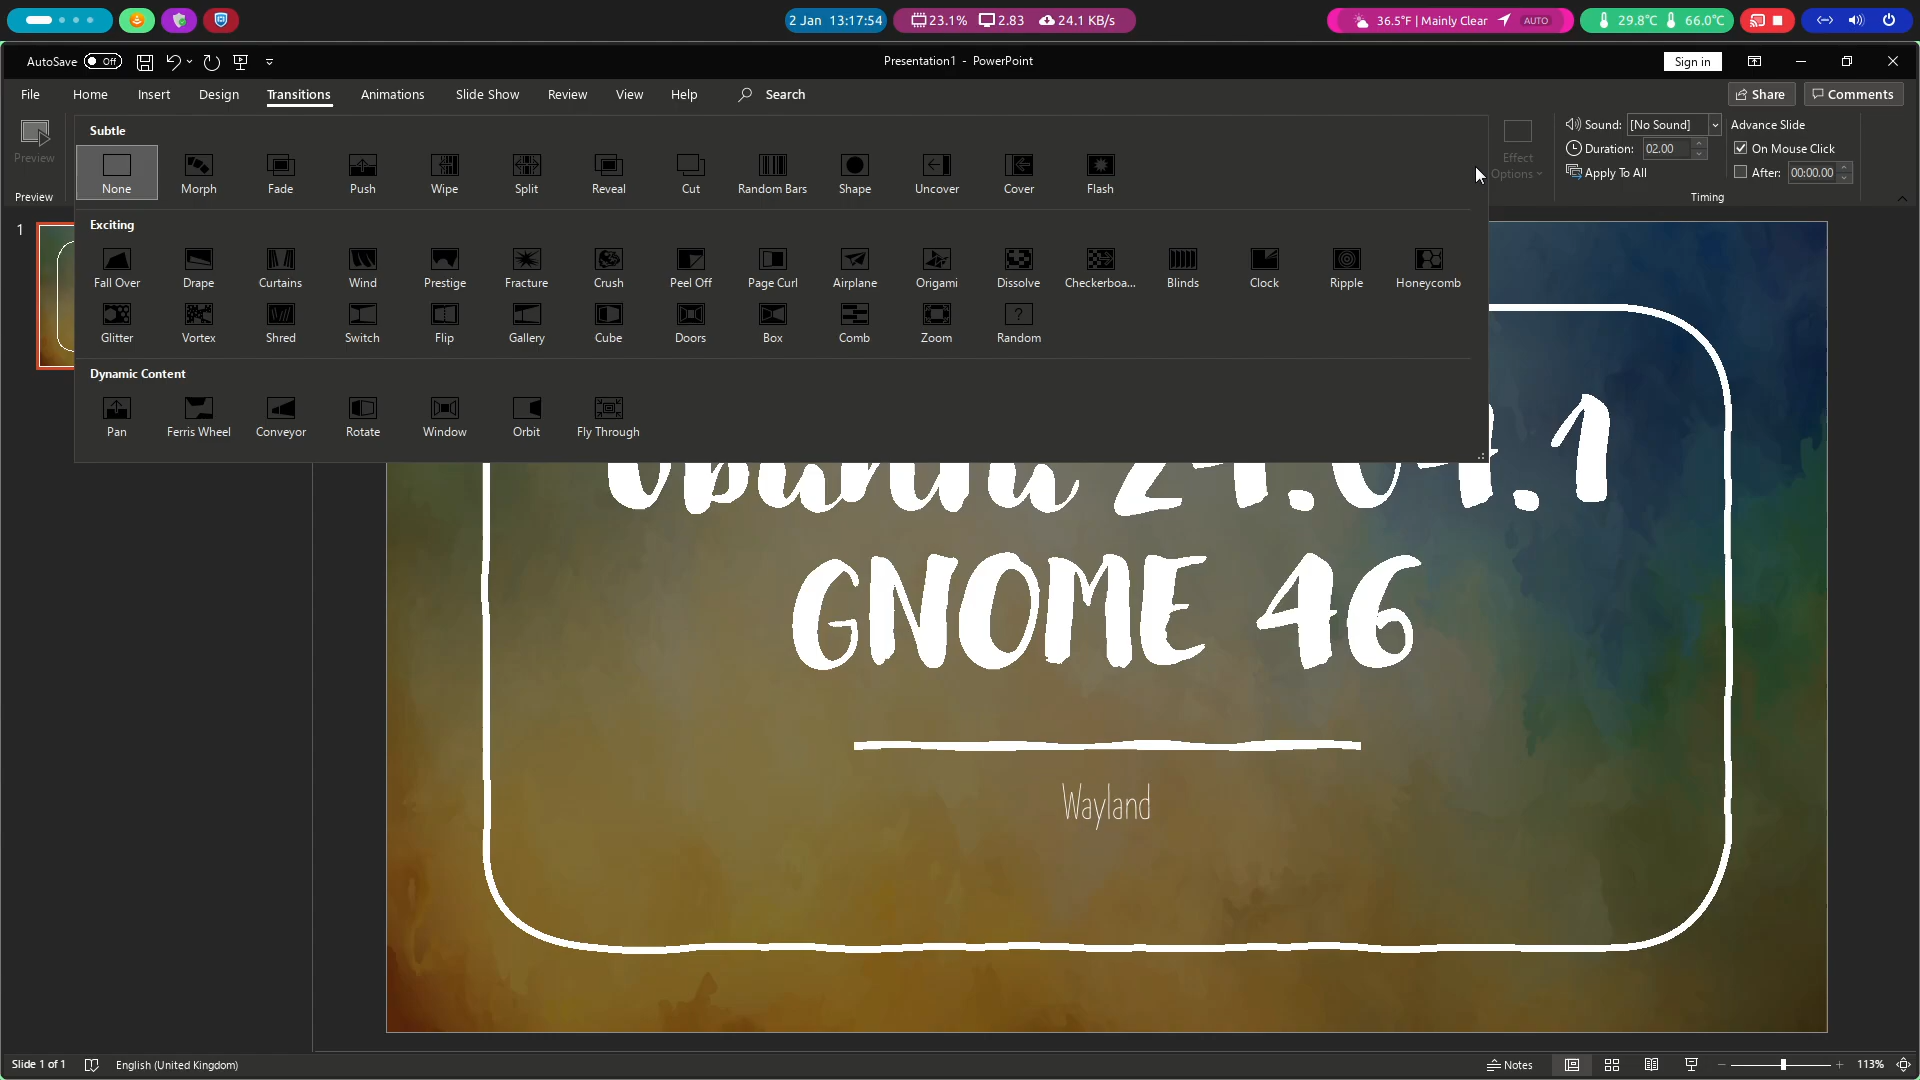 2 Jan 13:17:54 23.1% 2.83 24.1 KB/s 36.5°F | Mainly Clear AUTO 29.8°C 66.0°C
AutoSave Off Presentation1 - PowerPoint Sign in
File Home Insert Design Transitions Animations Slide Show Review View Help Search Share Comments
Preview
Preview
Subtle
None Morph Fade Push Wipe Split Reveal Cut Random Bars Shape Uncover Cover Flash
Exciting
Fall Over Drape Curtains Wind Prestige Fracture Crush Peel Off Page Curl Airplane Origami Dissolve Checkerboa... Blinds Clock Ripple Honeycomb
Glitter Vortex Shred Switch Flip Gallery Cube Doors Box Comb Zoom Random
Dynamic Content
Pan Ferris Wheel Conveyor Rotate Window Orbit Fly Through
Effect
Options
Sound: [No Sound]
Duration: 02.00
Apply To All
Advance Slide
On Mouse Click
After: 00:00.00
Timing
1
Ubuntu 24.04.1
GNOME 46
Wayland
Slide 1 of 1 English (United Kingdom) Notes 113%